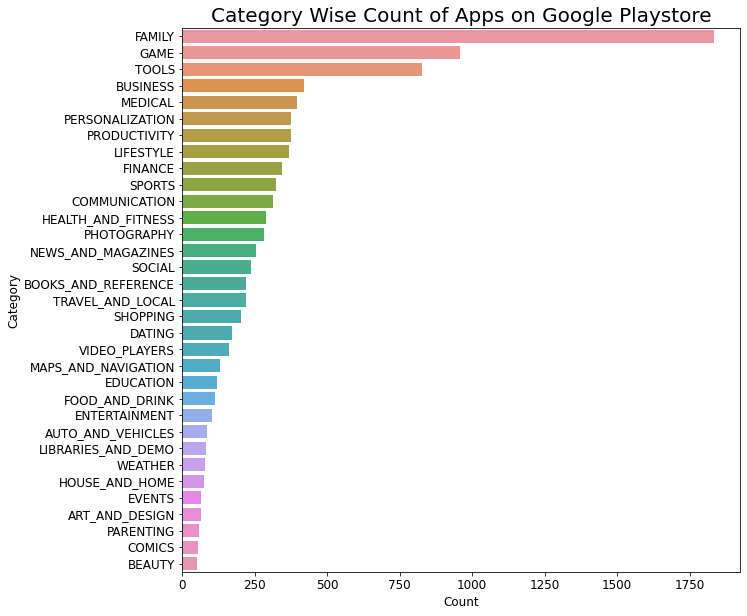 Category Wise Count of Apps on Google Playstore
FAMILY
GAME
TOOLS
BUSINESS
MEDICAL
PERSONALIZATION
PRODUCTIVITY
LIFESTYLE
FINANCE
SPORTS
COMMUNICATION
HEALTH_AND_FITNESS
PHOTOGRAPHY
NEWS_AND_MAGAZINES
SOCIAL
BOOKS_AND_REFERENCE
TRAVEL_AND_LOCAL
SHOPPING
DATING
VIDEO_PLAYERS
MAPS_AND_NAVIGATION
EDUCATION
FOOD_AND_DRINK
ENTERTAINMENT
AUTO_AND_VEHICLES
LIBRARIES_AND_DEMO
WEATHER
HOUSE_AND_HOME
EVENTS
ART_AND_DESIGN
PARENTING
COMICS
BEAUTY
Category
0 250 500 750 1000 1250 1500 1750
Count